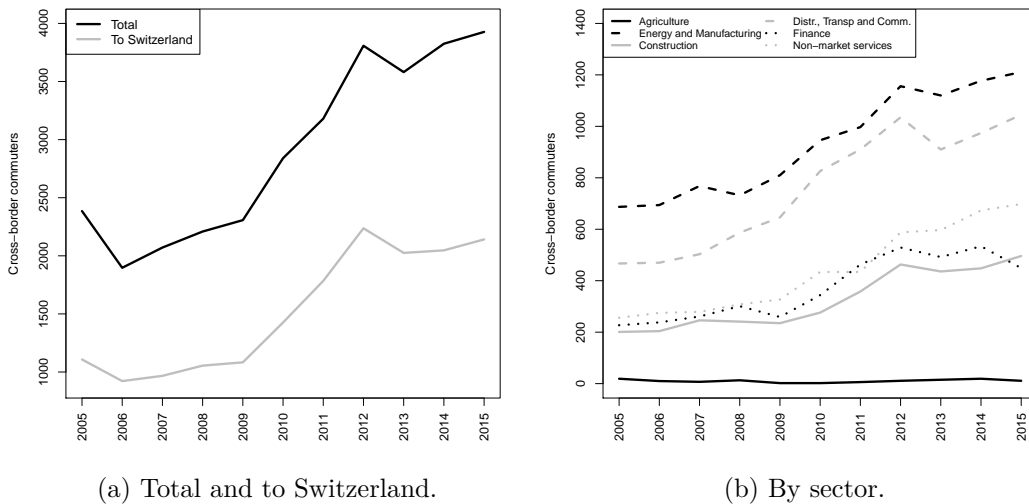 Total
To Switzerland
Cross−border commuters
4000
3500
3000
2500
2000
1500
1000
2005 2006 2007 2008 2009 2010 2011 2012 2013 2014 2015
(a) Total and to Switzerland.
Agriculture
Energy and Manufacturing
Construction
Distr., Transp and Comm.
Finance
Non−market services
Cross−border commuters
1400
1200
1000
800
600
400
200
0
2005 2006 2007 2008 2009 2010 2011 2012 2013 2014 2015
(b) By sector.